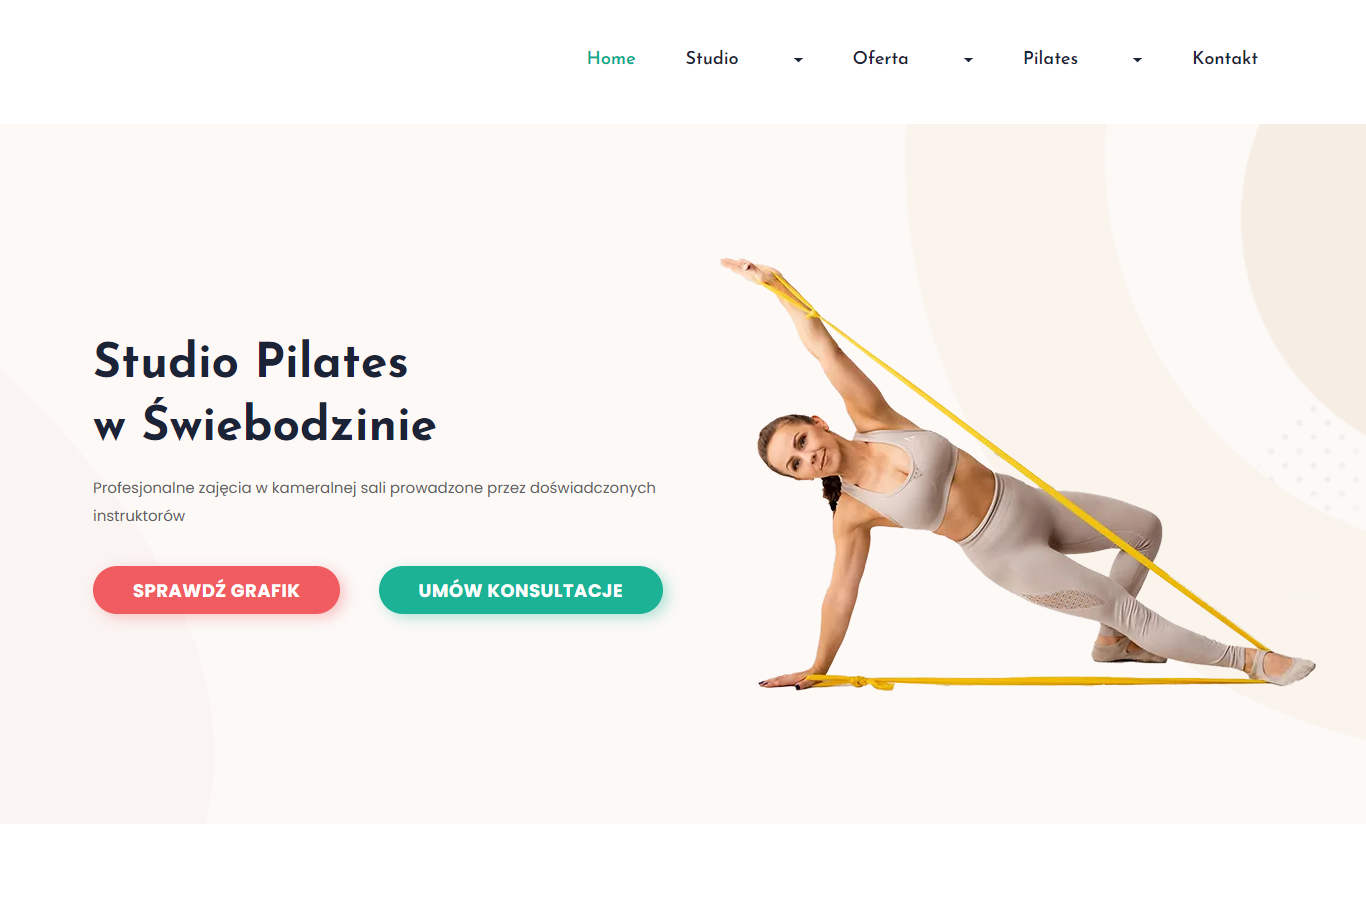 Home Studio Oferta Pilates Kontakt
Studio Pilates
w Świebodzinie
Profesjonalne zajęcia w kameralnej sali prowadzone przez doświadczonych
instruktorów
SPRAWDŹ GRAFIK UMÓW KONSULTACJE